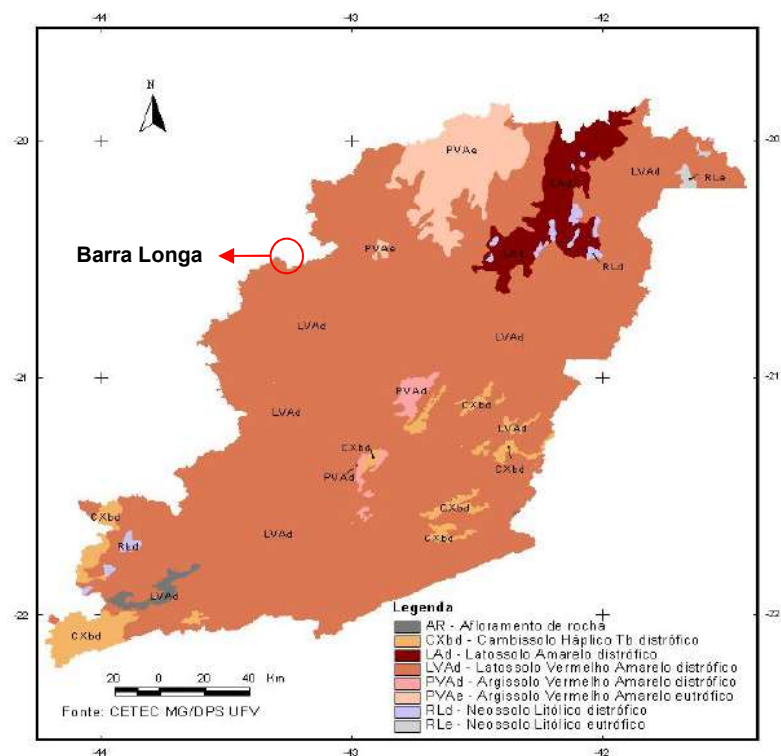 -44 -43 -42
N
-20 -20
PVAe
LVAd
RLe
LAd
Barra Longa
PVAe
LAd
RLd
LVAd
LVAd
-21 -21
PVAd
CXbd
LVAd
LVAd
CXbd
PVAd
CXbd
CXbd
CXbd
RLd
LVAd
CXbd
LVAd
-22 -22
CXbd
Legenda
AR - Afloramento de rocha
CXbd - Cambissolo Háplico Tb distrófico
LAd - Latossolo Amarelo distrófico
LVAd - Latossolo Vermelho Amarelo distrófico
PVAd - Argissolo Vermelho Amarelo distrófico
PVAe - Argissolo Vermelho Amarelo eutrófico
RLd - Neossolo Litólico distrófico
RLe - Neossolo Litólico eutrófico
20 0 20 40 Km
Fonte: CETEC MG/DPS UFV
-44 -43 -42